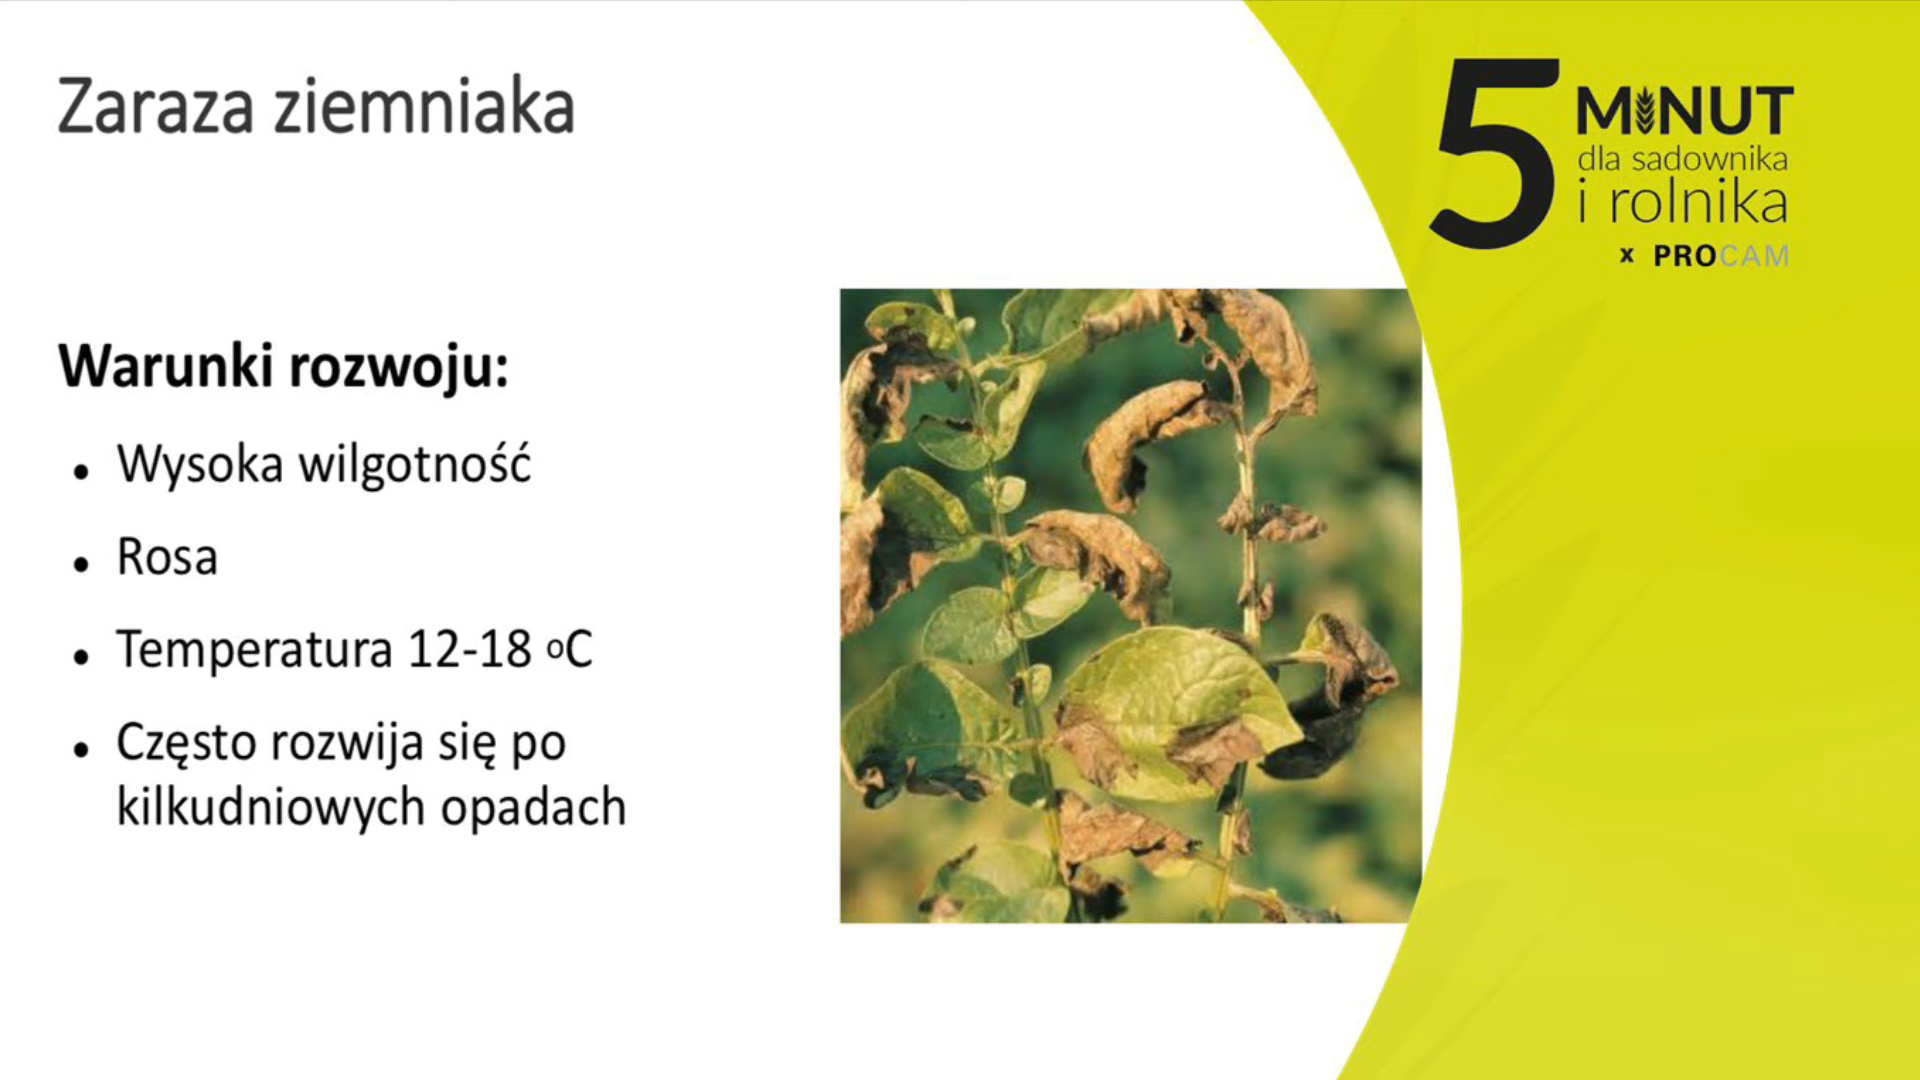 Zaraza ziemniaka
Warunki rozwoju:
• Wysoka wilgotność
• Rosa
• Temperatura 12-18 ºC
• Często rozwija się po
kilkudniowych opadach
5 MINUT
dla sadownika
i rolnika
x PROCAM